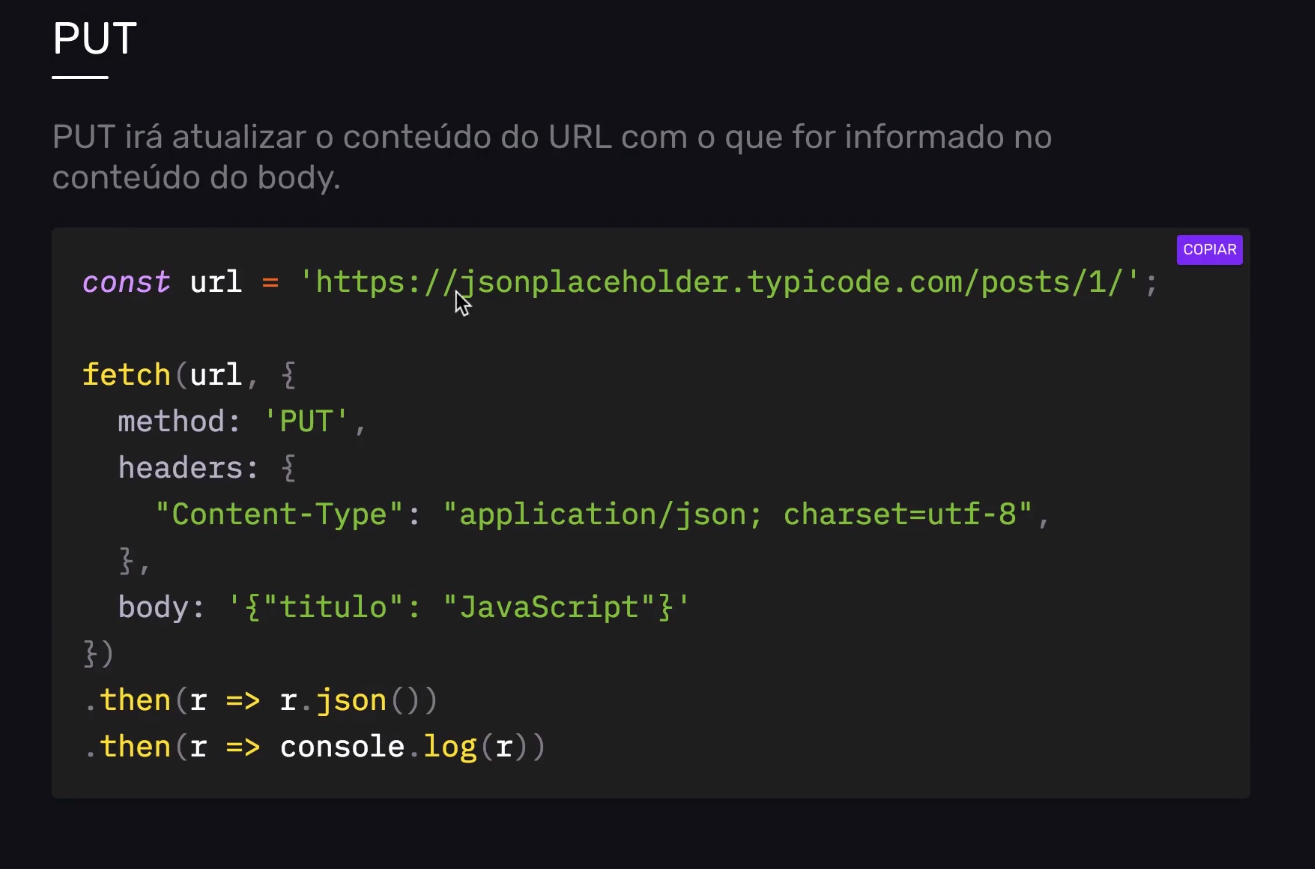 PUT
PUT irá atualizar o conteúdo do URL com o que for informado no
conteúdo do body.
COPIAR
const url = 'https://jsonplaceholder.typicode.com/posts/1/';
fetch(url, {
  method: 'PUT',
  headers: {
    "Content-Type": "application/json; charset=utf-8",
  },
  body: '{"titulo": "JavaScript"}'
})
.then(r => r.json())
.then(r => console.log(r))